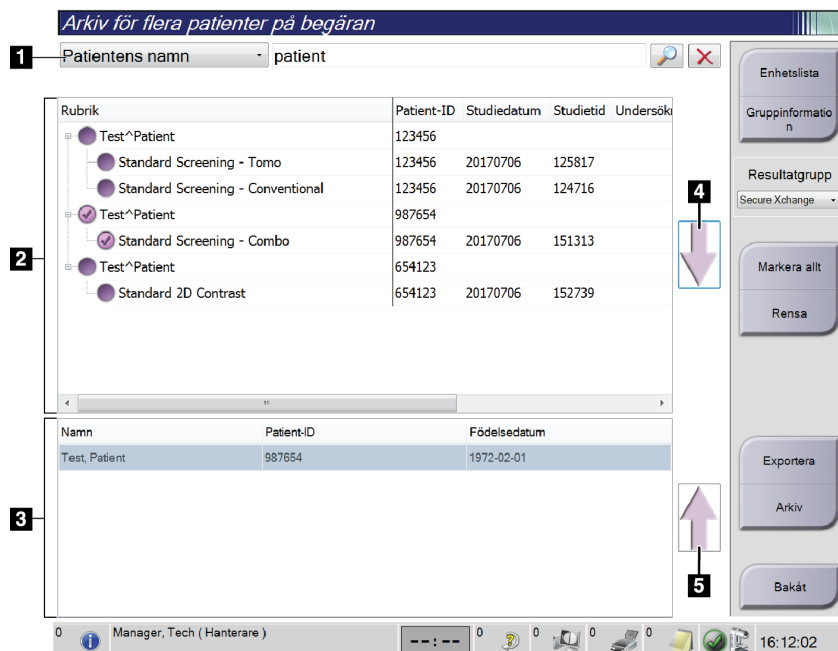 Arkiv för flera patienter på begäran
1
Patientens namn
patient
Enhetslista
Gruppinformatio
n
Resultatgrupp
Secure Xchange
Markera allt
Rensa
Exportera
Arkiv
Bakåt
2
Rubrik Patient-ID Studiedatum Studietid Undersökn
Test^Patient 123456
Standard Screening - Tomo 123456 20170706 125817
Standard Screening - Conventional 123456 20170706 124716
Test^Patient 987654
Standard Screening - Combo 987654 20170706 151313
Test^Patient 654123
Standard 2D Contrast 654123 20170706 152739
4
3
Namn Patient-ID Födelsedatum
Test, Patient 987654 1972-02-01
5
0 Manager, Tech ( Hanterare ) --:-- 0 0 0 0 16:12:02